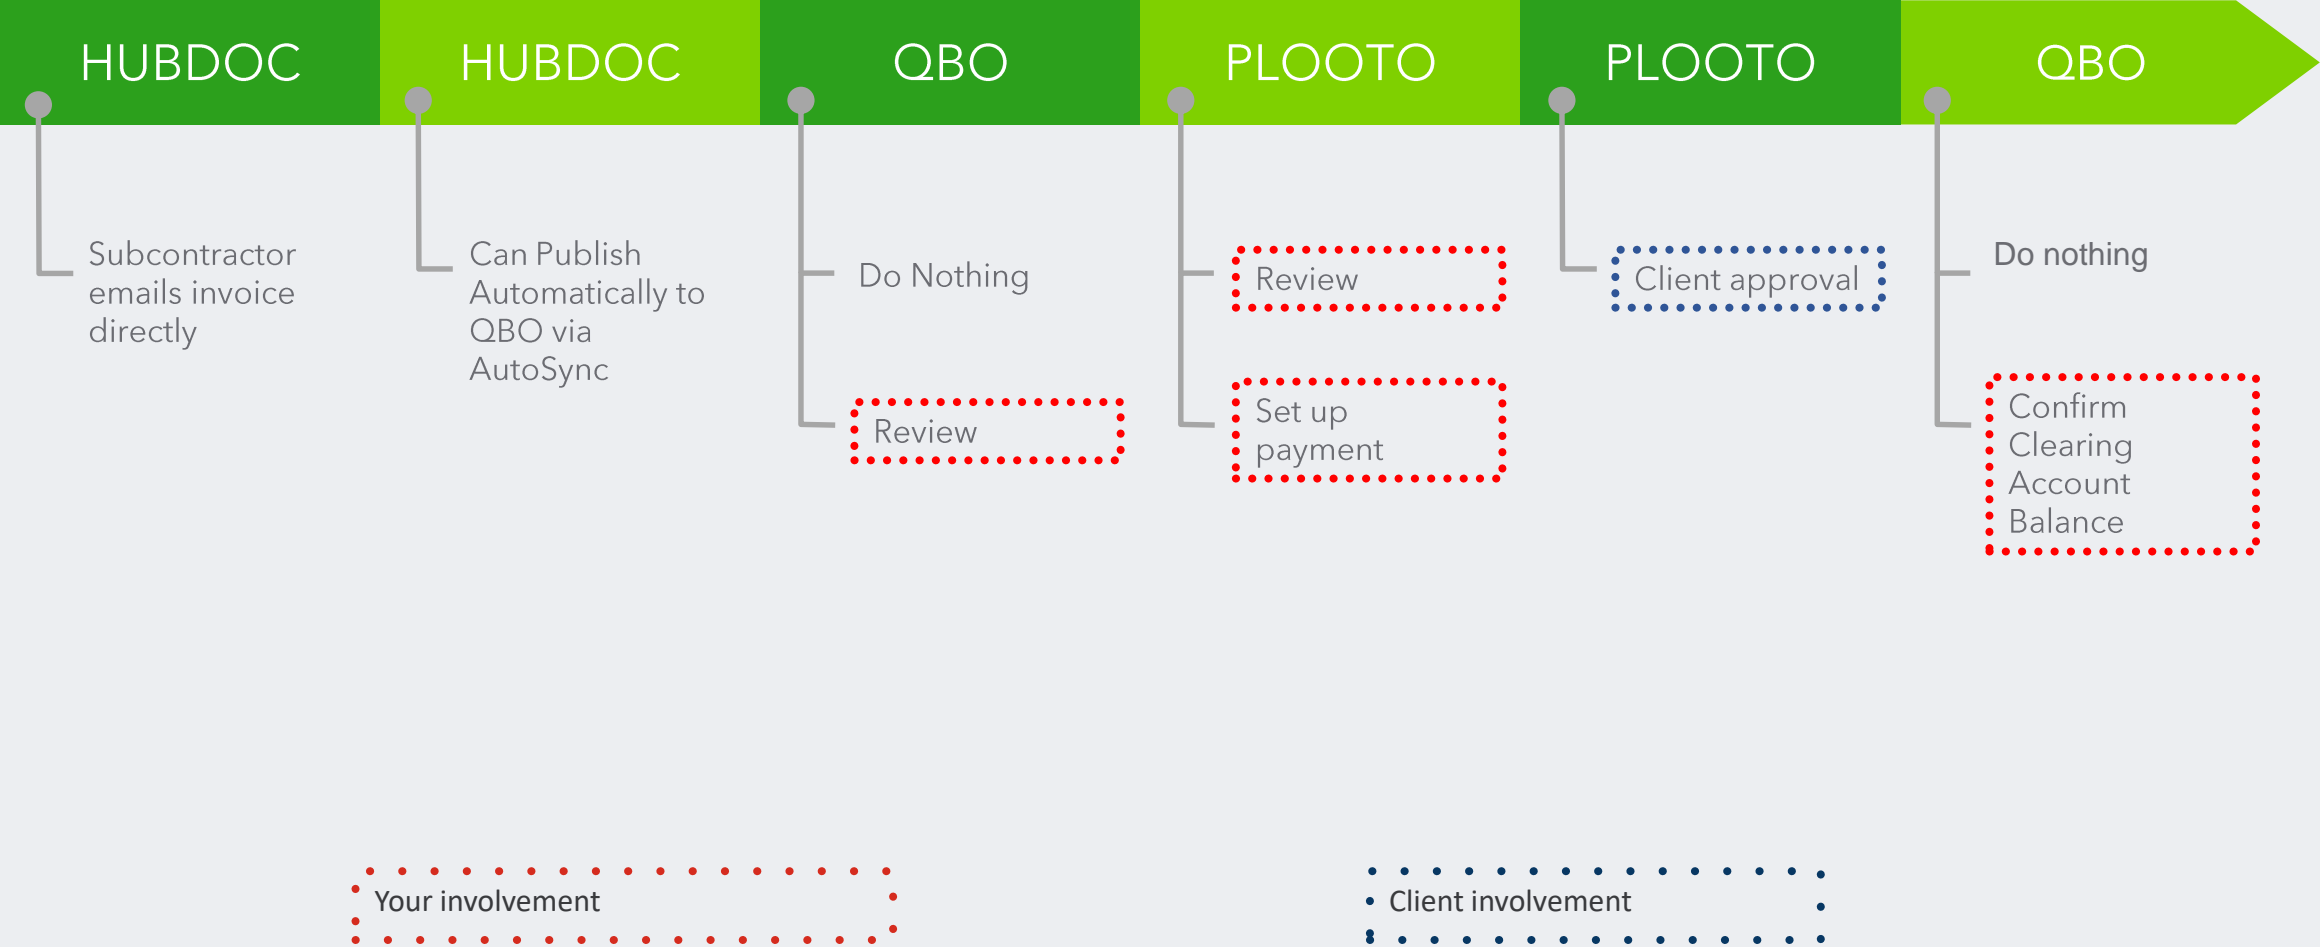 HUBDOC
HUBDOC
QBO
PLOOTO
PLOOTO
QBO
Subcontractor
emails invoice
directly
Can Publish
Automatically to
QBO via
AutoSync
Do Nothing
Review
Review
Set up
payment
Client approval
Do nothing
Confirm
Clearing
Account
Balance
Your involvement
Client involvement